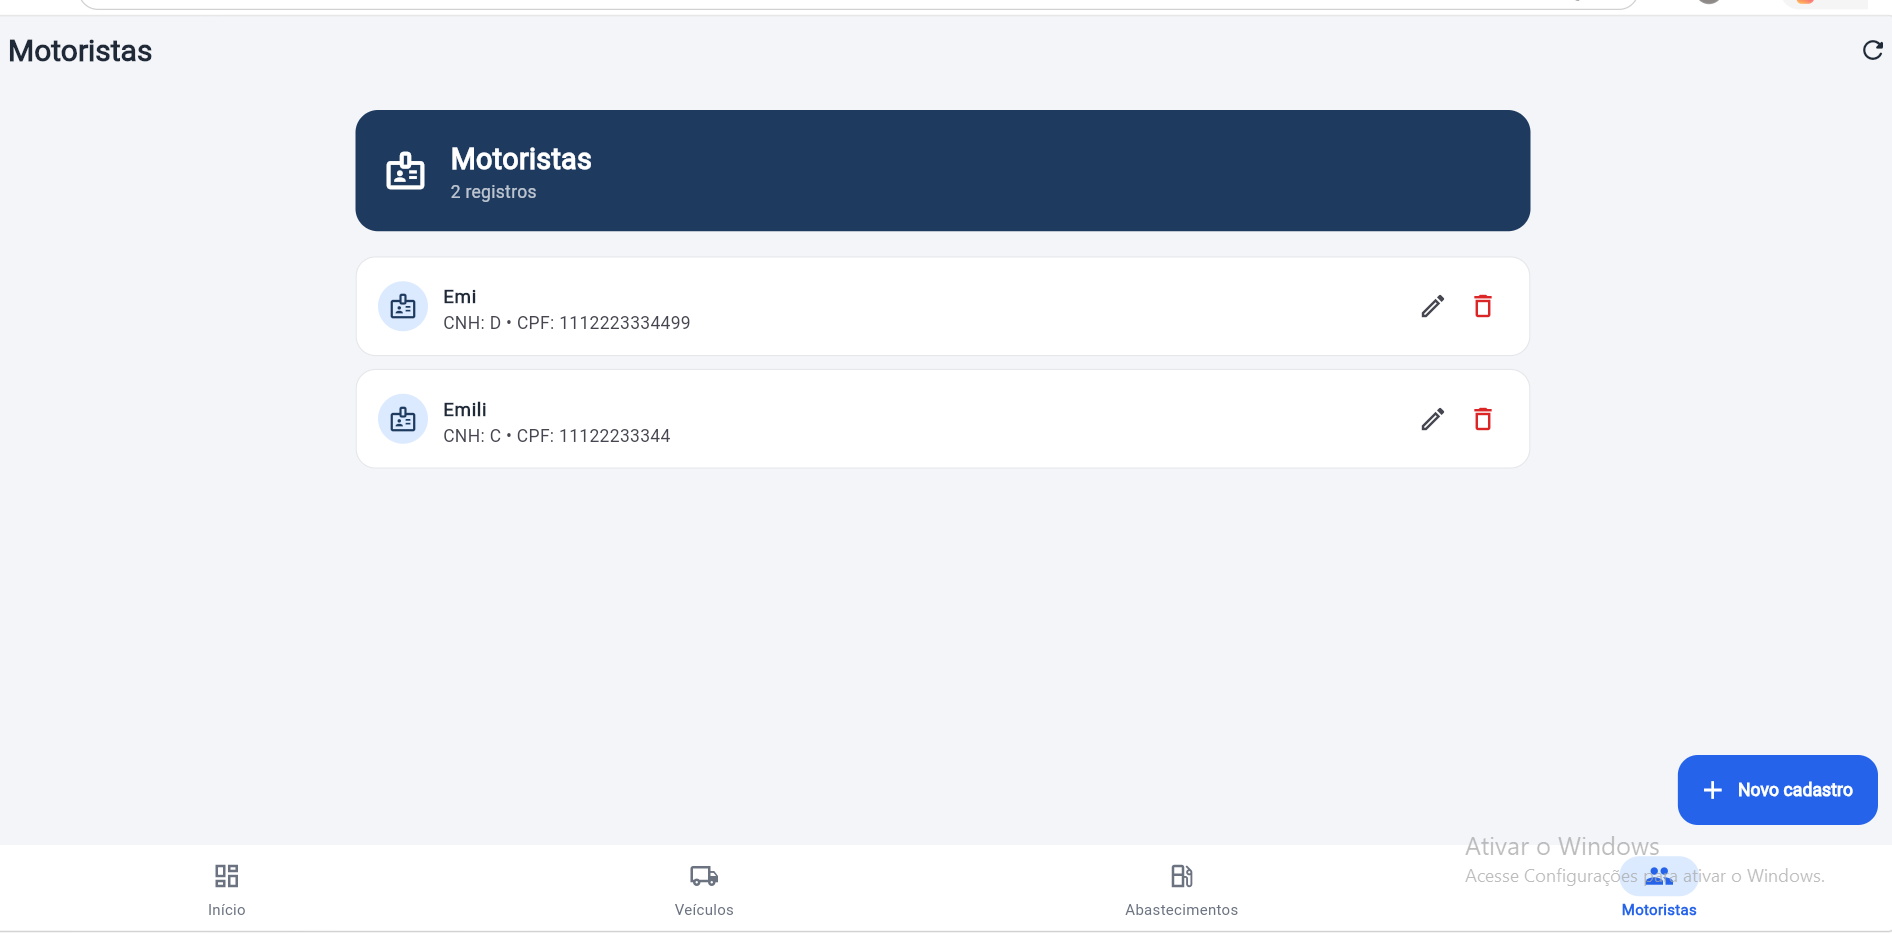 Motoristas
Motoristas
2 registros
Emi
CNH: D • CPF: 1112223334499
Emili
CNH: C • CPF: 11122233344
Novo cadastro
Ativar o Windows
Acesse Configurações para ativar o Windows.
Início
Veículos
Abastecimentos
Motoristas